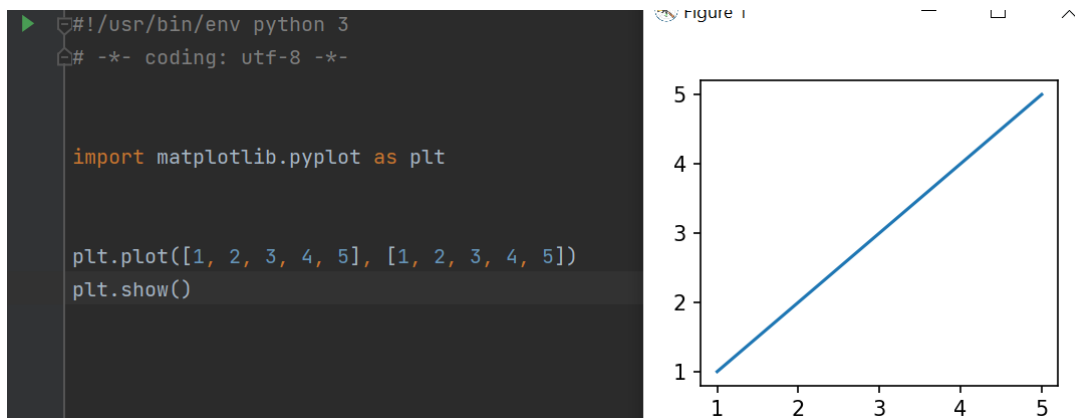 #!/usr/bin/env python 3
# -*- coding: utf-8 -*-
import matplotlib.pyplot as plt
plt.plot([1, 2, 3, 4, 5], [1, 2, 3, 4, 5])
plt.show()
Figure 1
5
4
3
2
1
1 2 3 4 5